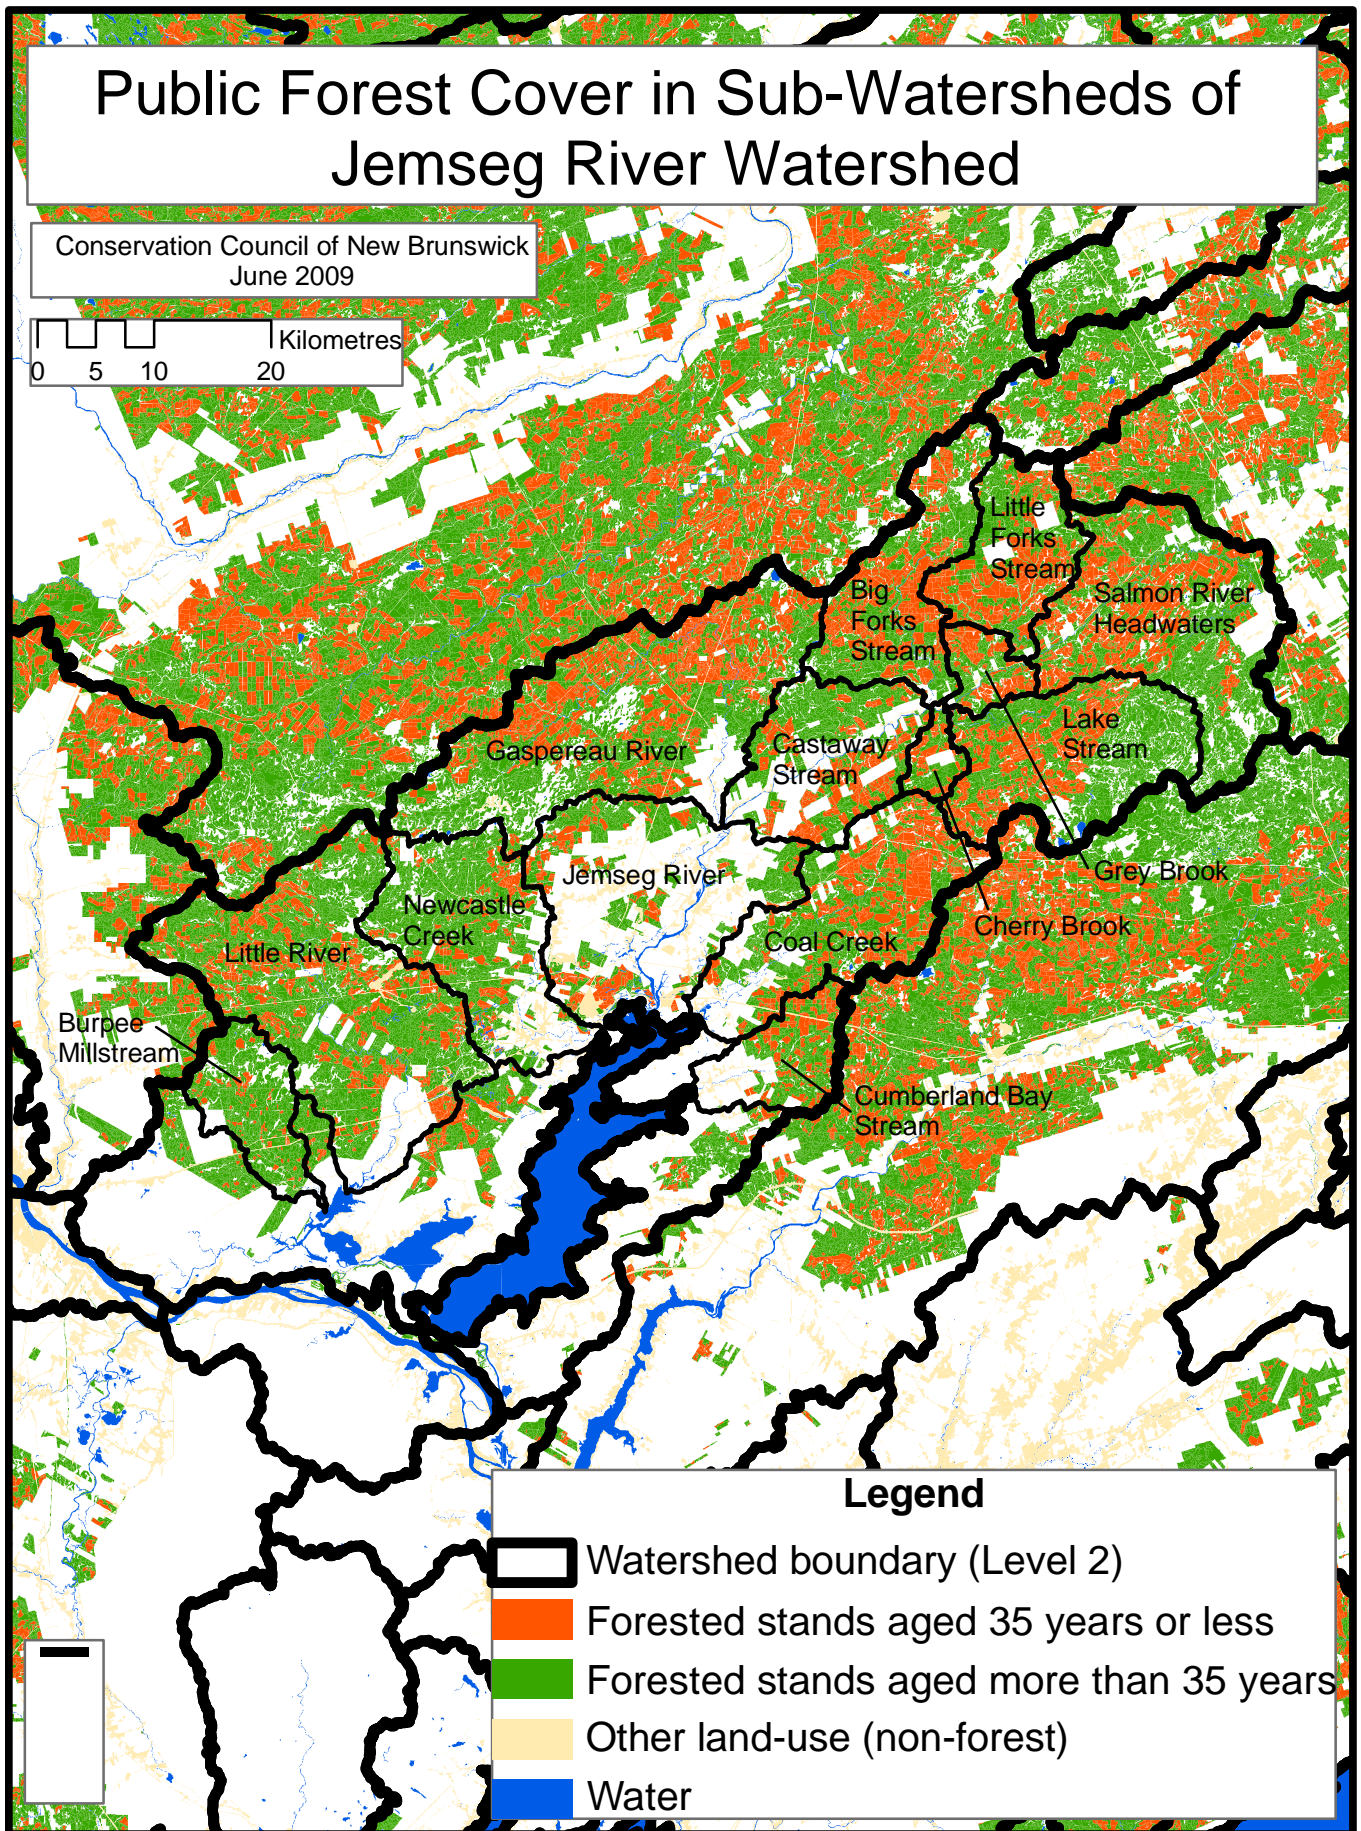 Public Forest Cover in Sub-Watersheds of
Jemseg River Watershed
Conservation Council of New Brunswick
June 2009
Kilometres
0 5 10 20
Little
Forks
Stream
Big
Forks
Stream
Salmon River
Headwaters
Lake
Stream
Gaspereau River
Castaway
Stream
Jemseg River
Grey Brook
Newcastle
Creek
Cherry Brook
Coal Creek
Little River
Burpee
Millstream
Cumberland Bay
Stream
Legend
Watershed boundary (Level 2)
Forested stands aged 35 years or less
Forested stands aged more than 35 years
Other land-use (non-forest)
Water